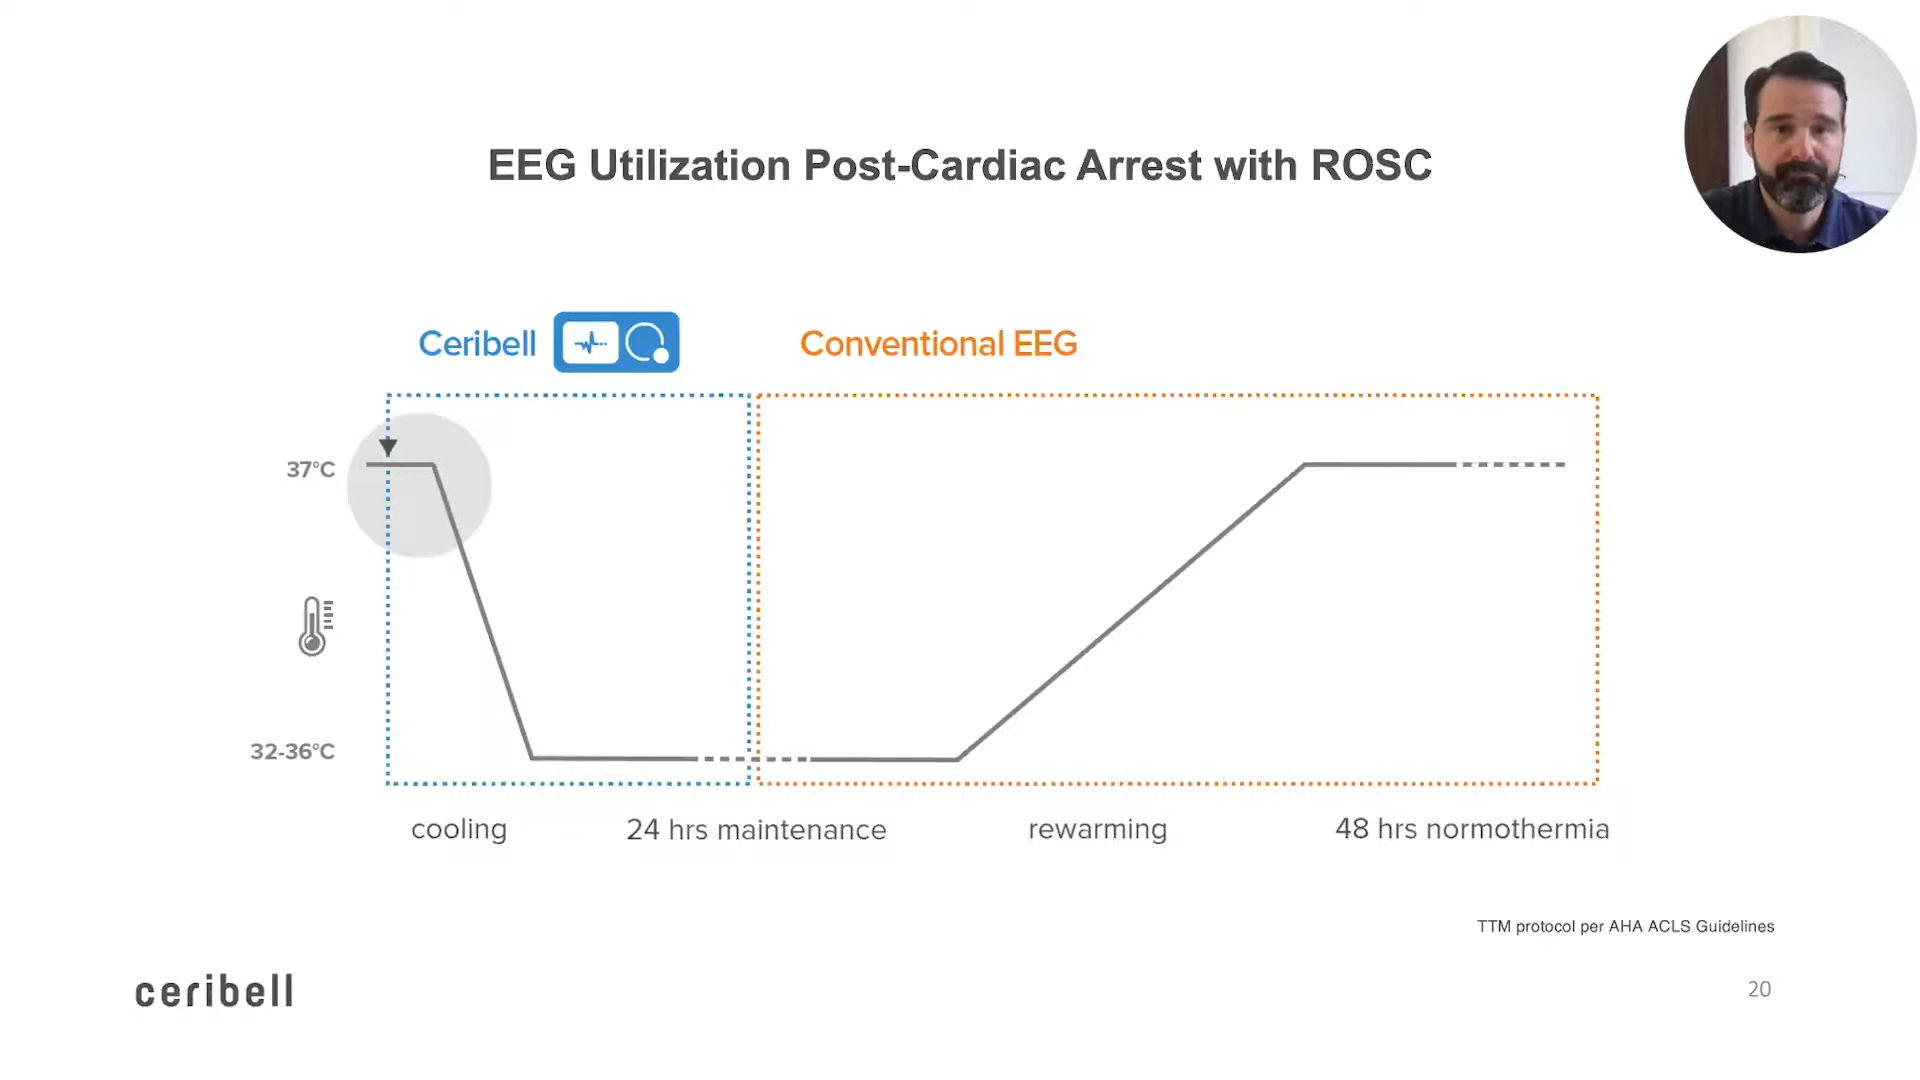 EEG Utilization Post-Cardiac Arrest with ROSC
Ceribell
Conventional EEG
37°C
32-36°C
cooling
24 hrs maintenance
rewarming
48 hrs normothermia
TTM protocol per AHA ACLS Guidelines
ceribell
20